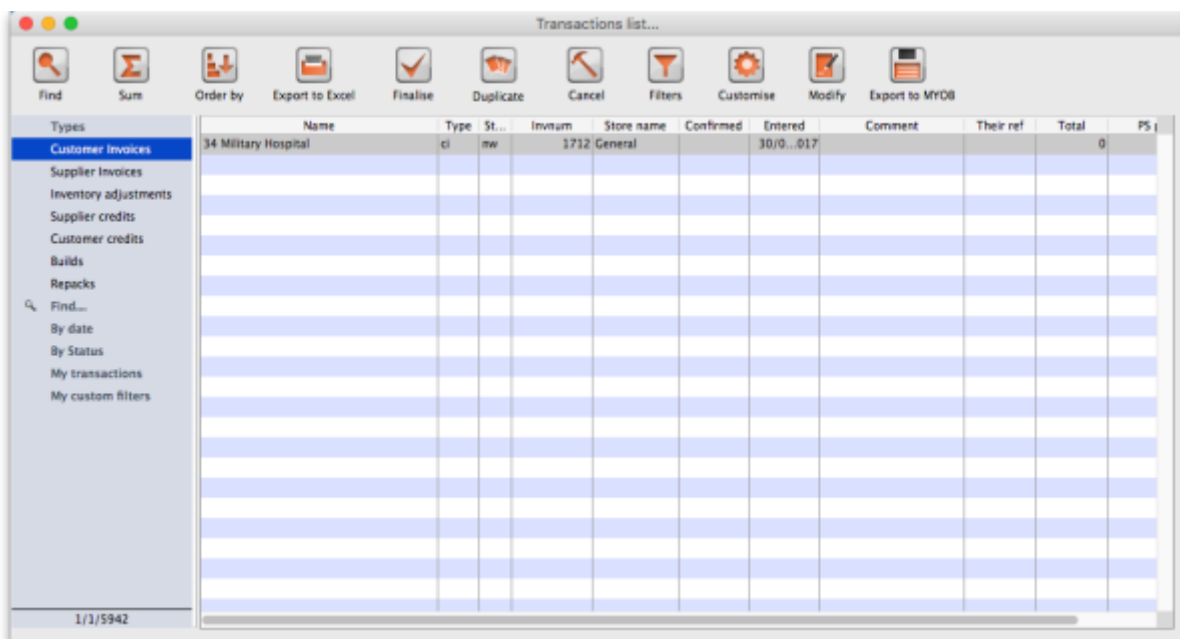 Transactions list...
Find Sum Order by Export to Excel Finalise Duplicate Cancel Filters Customise Modify Export to MYOB
Types Name Type St... Invnum Store name Confirmed Entered Comment Their ref Total PS
Customer Invoices 34 Military Hospital ci nw 1712 General 30/0...017 0
Supplier Invoices
Inventory adjustments
Supplier credits
Customer credits
Builds
Repacks
Find...
By date
By Status
My transactions
My custom filters
1/1/5942